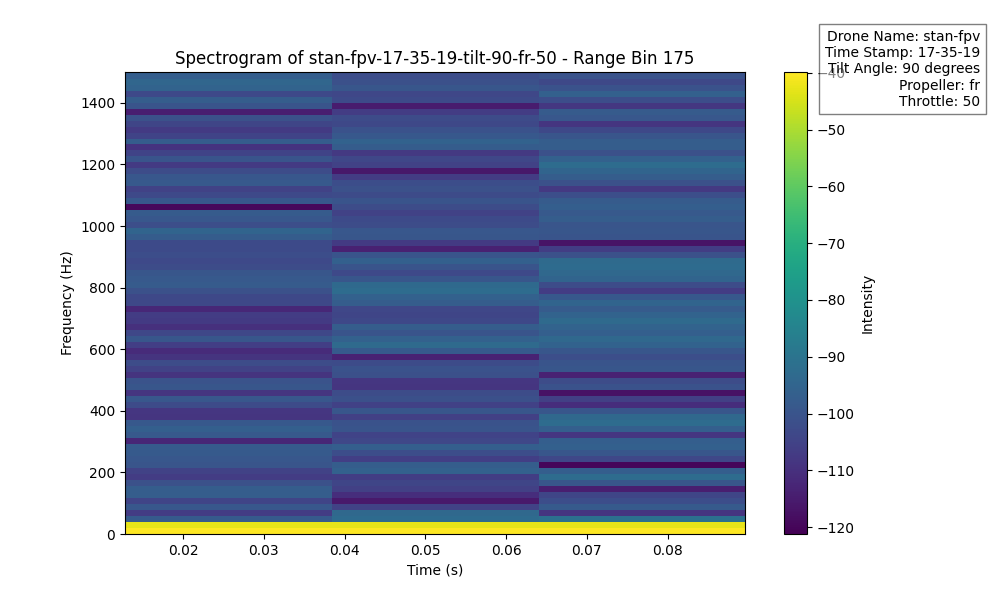 Drone Name: stan-fpv
Time Stamp: 17-35-19
Tilt Angle: 90 degrees
Propeller: fr
Throttle: 50
Spectrogram of stan-fpv-17-35-19-tilt-90-fr-50 - Range Bin 175
1400
1200
1000
800
600
400
200
0
Frequency (Hz)
0.02 0.03 0.04 0.05 0.06 0.07 0.08
Time (s)
−40
−50
−60
−70
−80
−90
−100
−110
−120
Intensity